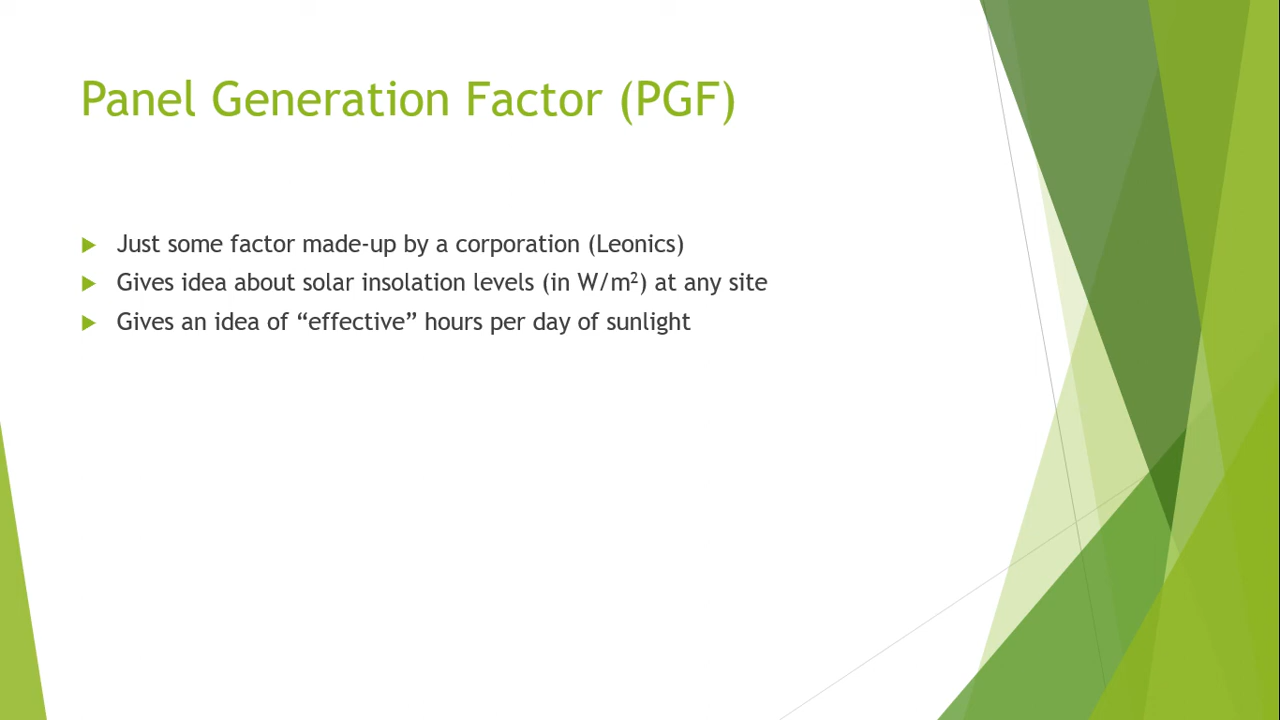 Panel Generation Factor (PGF)
Just some factor made-up by a corporation (Leonics)
Gives idea about solar insolation levels (in W/m²) at any site
Gives an idea of “effective” hours per day of sunlight